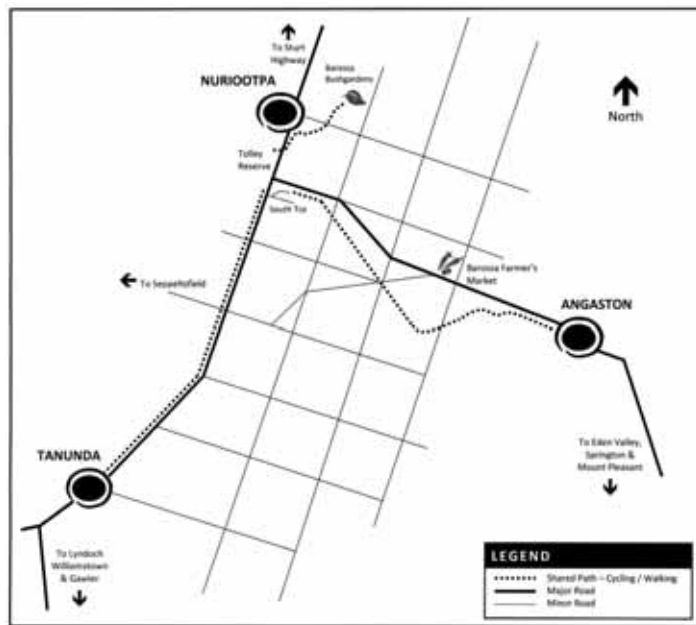 To Sturt
Highway
Barossa
Bushgardens
NURIOOTPA
North
Tolley
Reserve
South Tce
Barossa Farmer's
Market
To Seppeltsfield
ANGASTON
TANUNDA
To Eden Valley,
Springton &
Mount Pleasant
To Lyndoch
Williamstown
& Gawler
LEGEND
Shared Path – Cycling / Walking
Major Road
Minor Road